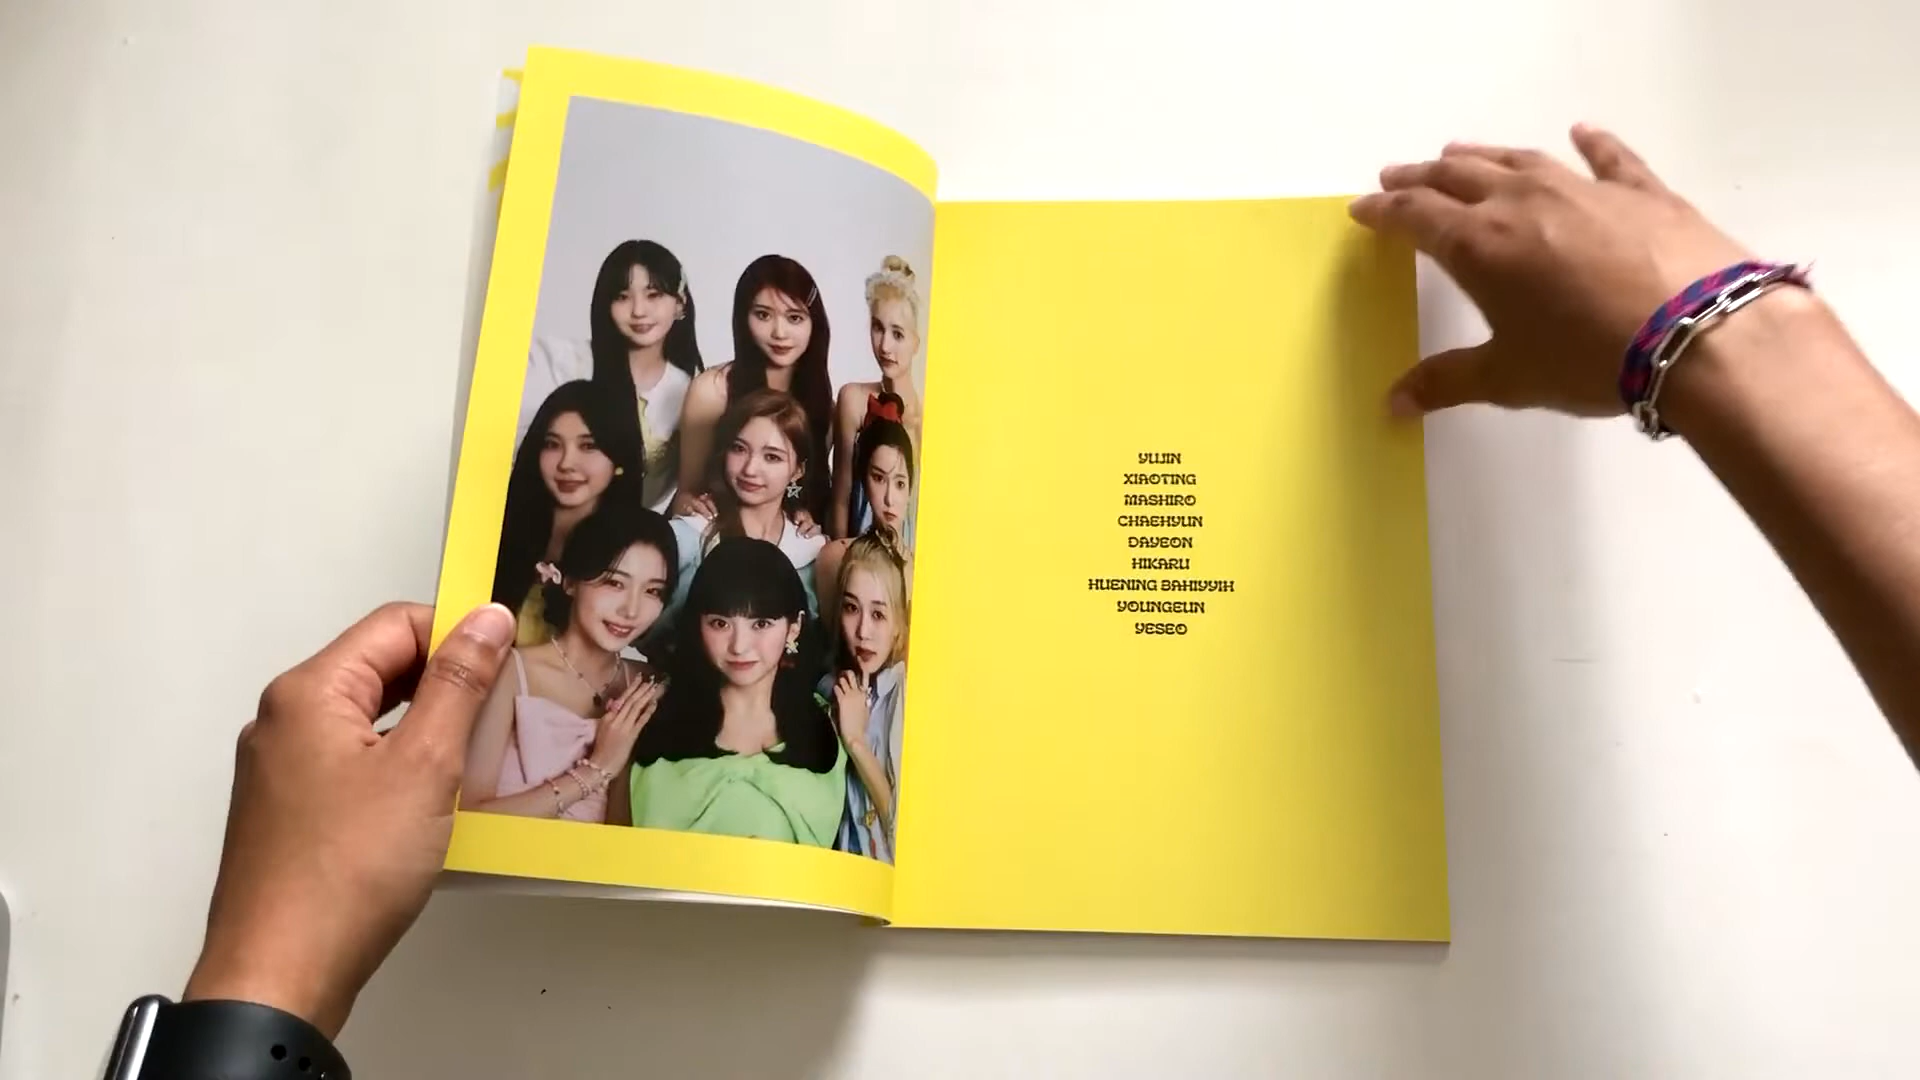 YUJIN
XIAOTING
MASHIRO
CHAEHYUN
DAYEON
HIKARU
HUENING BAHIYYIH
YOUNGEUN
YESEO